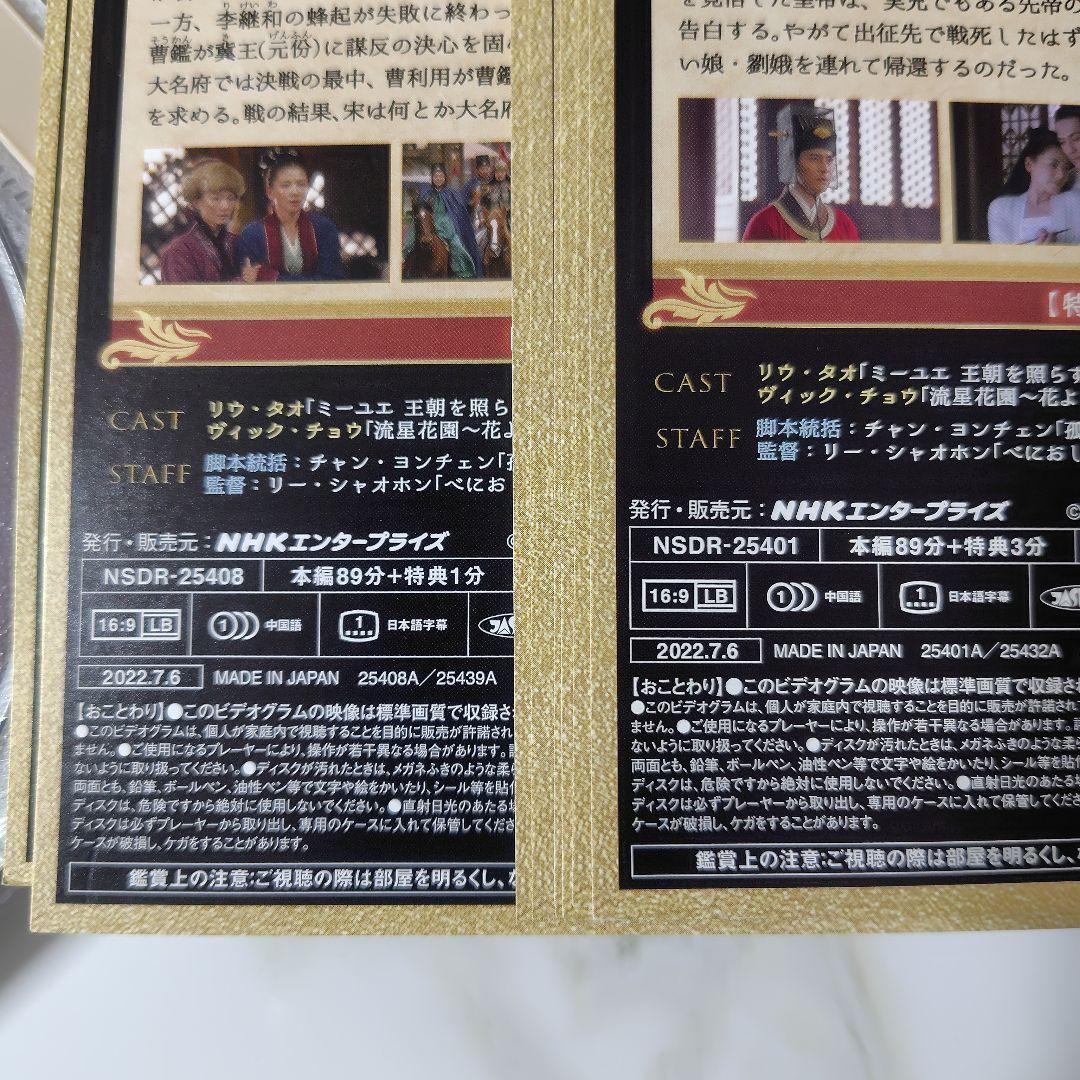 一方、李継和の蜂起が失敗に終わっ
りけいわ
曹鑑が冀王(元份)に謀反の決心を固
そうかん き げんふん
大名府では決戦の最中、曹利用が曹鑑
を求める。戦の結果、宋は何とか大名府
CAST
リウ・タオ「ミーユエ 王朝を照ら
ヴィック・チョウ「流星花園〜花よ
STAFF
脚本統括：チャン・ヨンチェン「孤
監督：リー・シャオホン「べにお
発行・販売元：NHKエンタープライズ
NSDR-25408
本編89分+特典1分
16:9 LB
1 中国語
1 日本語字幕
2022.7.6
MADE IN JAPAN 25408A／25439A
【おことわり】●このビデオグラムの映像は標準画質で収録さ
●このビデオグラムは、個人が家庭内で視聴することを目的に販売が許諾され
ません。●ご使用になるプレーヤーにより、操作が若干異なる場合があります。
ないように取り扱ってください。●ディスクが汚れたときは、メガネふきのような柔ら
両面とも、鉛筆、ボールペン、油性ペン等で文字や絵をかいたり、シール等を貼付
ディスクは、危険ですから絶対に使用しないでください。●直射日光のあたる場
ディスクは必ずプレーヤーから取り出し、専用のケースに入れて保管してくださ
ケースが破損し、ケガをすることがあります。
鑑賞上の注意:ご視聴の際は部屋を明るくし、
告白する。やがて出征先で戦死したはず
い娘・劉娥を連れて帰還するのだった。
【特
CAST
リウ・タオ「ミーユエ 王朝を照らす
ヴィック・チョウ「流星花園〜花よ
STAFF
脚本統括：チャン・ヨンチェン「孤
監督：リー・シャオホン「べにおし
発行・販売元：NHKエンタープライズ ©
NSDR-25401
本編89分+特典3分
16:9 LB
1 中国語
1 日本語字幕
2022.7.6
MADE IN JAPAN 25401A／25432A
【おことわり】●このビデオグラムの映像は標準画質で収録され
●このビデオグラムは、個人が家庭内で視聴することを目的に販売が許諾され
ません。●ご使用になるプレーヤーにより、操作が若干異なる場合があります。詳
ないように取り扱ってください。●ディスクが汚れたときは、メガネふきのような柔ら
両面とも、鉛筆、ボールペン、油性ペン等で文字や絵をかいたり、シール等を貼付
ディスクは、危険ですから絶対に使用しないでください。●直射日光のあたる場
ディスクは必ずプレーヤーから取り出し、専用のケースに入れて保管してくださ
ケースが破損し、ケガをすることがあります。
鑑賞上の注意:ご視聴の際は部屋を明るくし、な